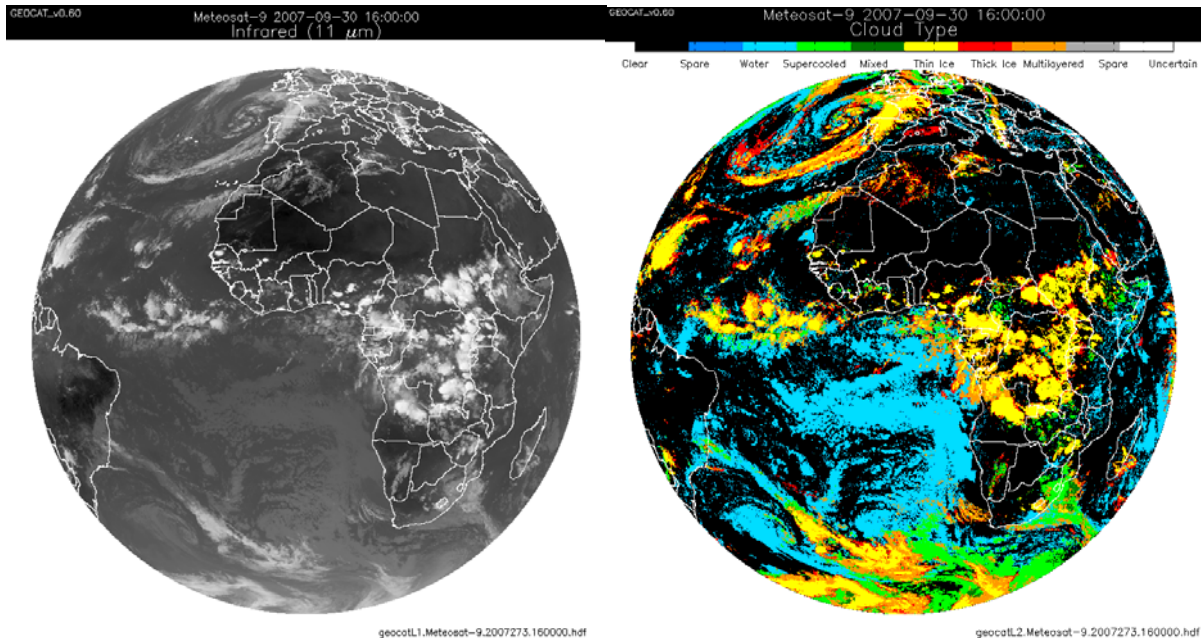 GEOCAT_v0.60
Meteosat-9 2007-09-30 16:00:00
Infrared (11 μm)
geocatL1.Meteosat-9.2007273.160000.hdf
GEOCAT_v0.60
Meteosat-9 2007-09-30 16:00:00
Cloud Type
Clear Spare Water Supercooled Mixed Thin Ice Thick Ice Multilayered Spare Uncertain
geocatL2.Meteosat-9.2007273.160000.hdf